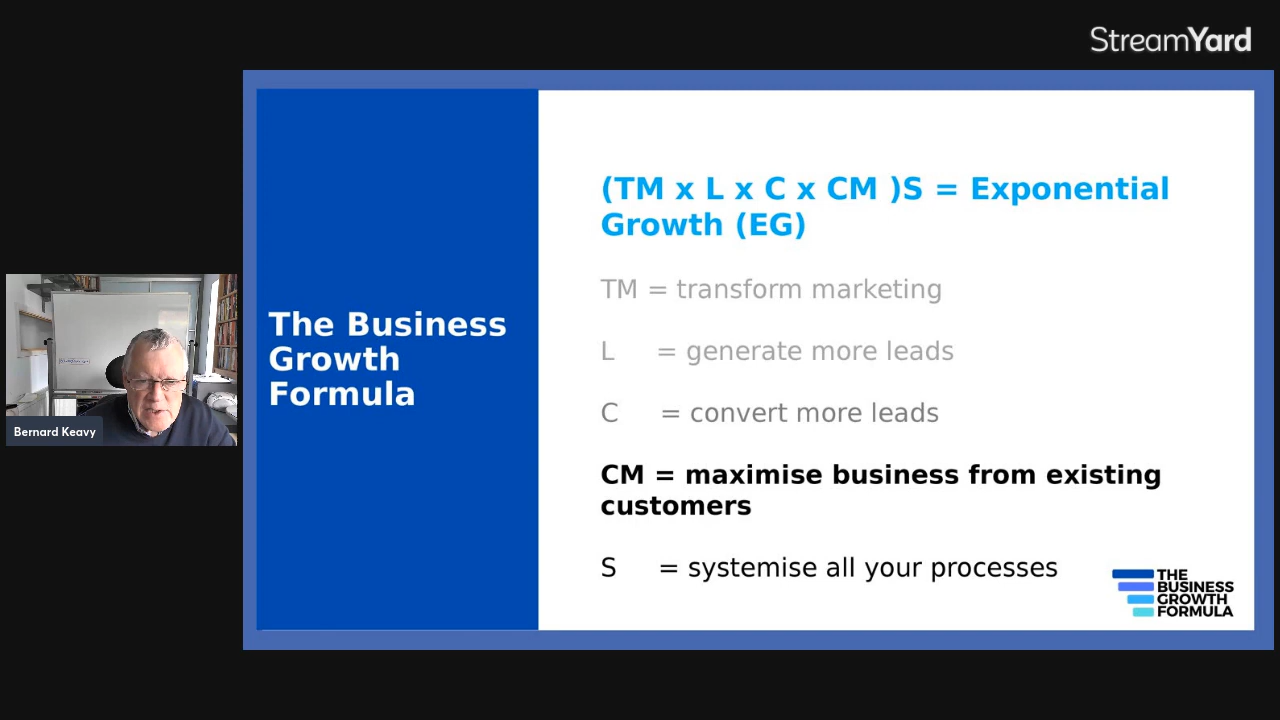 StreamYard
The Business
Growth
Formula
(TM x L x C x CM )S = Exponential
Growth (EG)
TM = transform marketing
L = generate more leads
C = convert more leads
CM = maximise business from existing
customers
S = systemise all your processes
THE
BUSINESS
GROWTH
FORMULA
Bernard Keavy